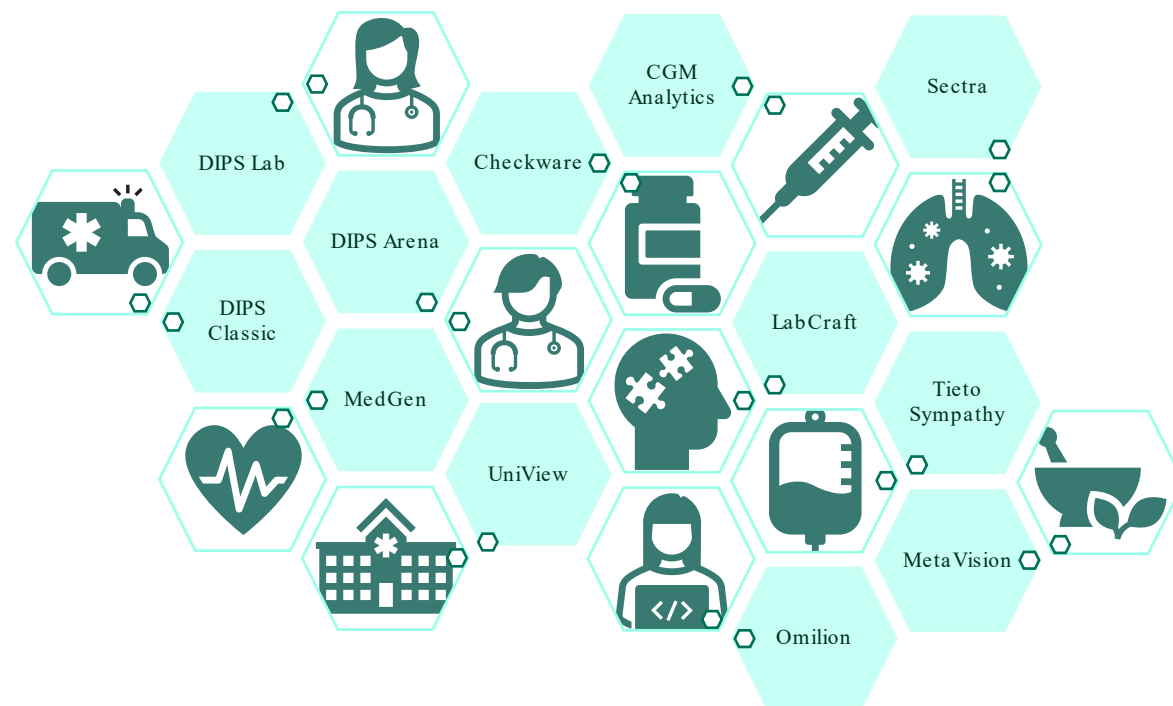 CGM
Analytics
Sectra
DIPS Lab
Checkware
DIPS Arena
DIPS
Classic
LabCraft
MedGen
Tieto
Sympathy
UniView
MetaVision
</>
Omilion